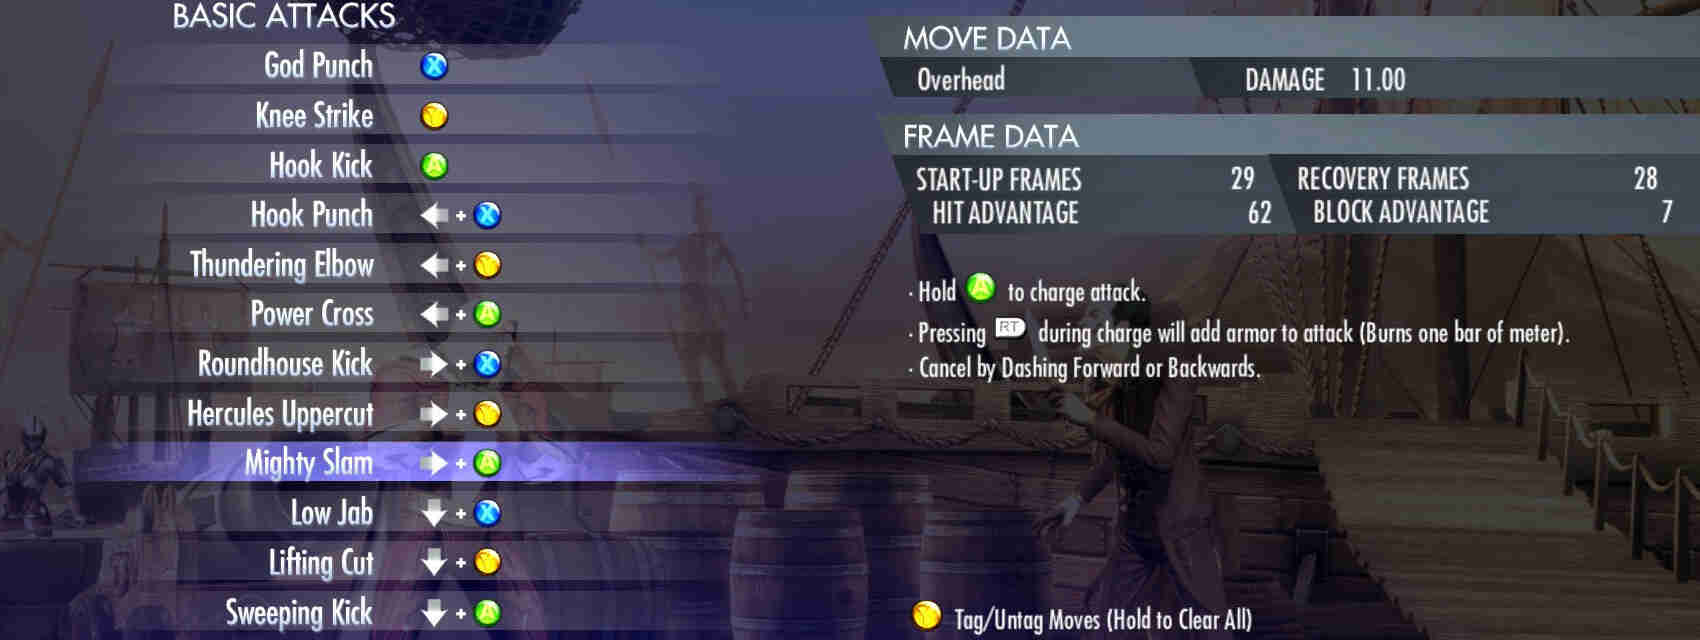 BASIC ATTACKS
God Punch X
Knee Strike Y
Hook Kick A
Hook Punch + X
Thundering Elbow + Y
Power Cross + A
Roundhouse Kick + X
Hercules Uppercut + Y
Mighty Slam + A
Low Jab + X
Lifting Cut + Y
Sweeping Kick + A
MOVE DATA
Overhead DAMAGE 11.00
FRAME DATA
START-UP FRAMES 29 RECOVERY FRAMES 28
HIT ADVANTAGE 62 BLOCK ADVANTAGE 7
· Hold A to charge attack.
· Pressing RT during charge will add armor to attack (Burns one bar of meter).
· Cancel by Dashing Forward or Backwards.
Y Tag/Untag Moves (Hold to Clear All)